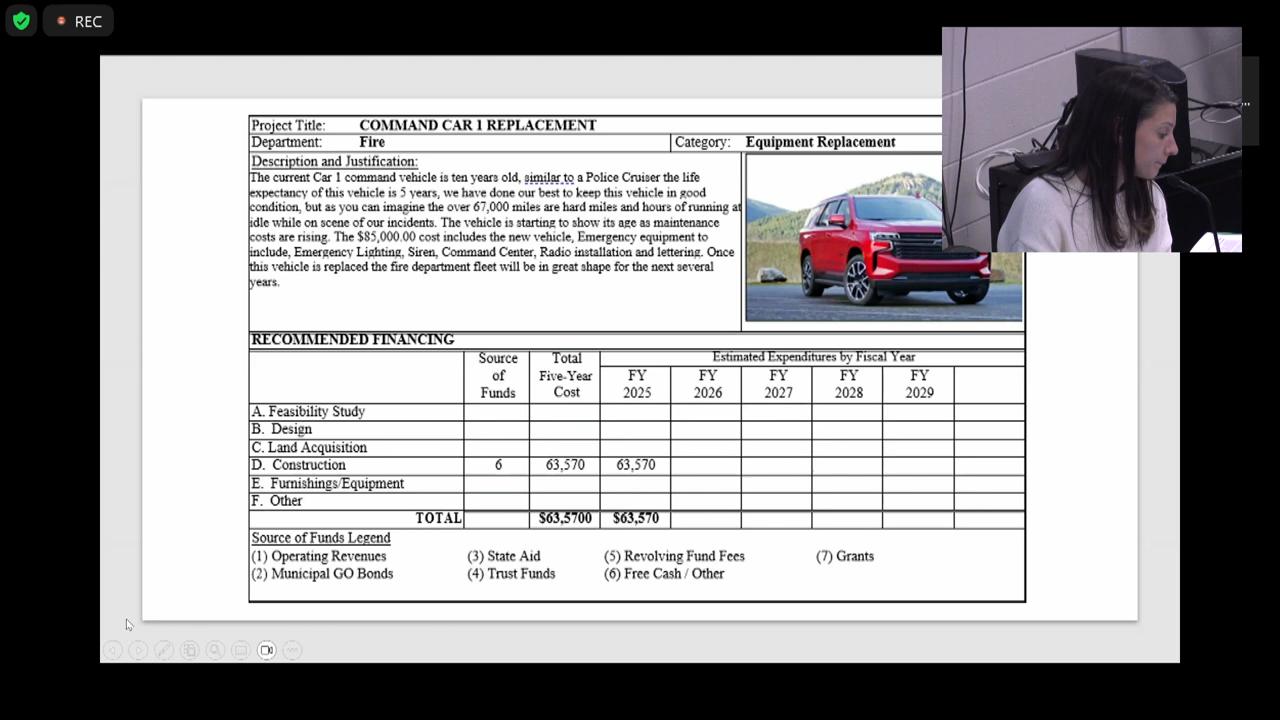 REC
Project Title: COMMAND CAR 1 REPLACEMENT
Department: Fire Category: Equipment Replacement
Description and Justification:
The current Car 1 command vehicle is ten years old, similar to a Police Cruiser the life
expectancy of this vehicle is 5 years, we have done our best to keep this vehicle in good
condition, but as you can imagine the over 67,000 miles are hard miles and hours of running at
idle while on scene of our incidents. The vehicle is starting to show its age as maintenance
costs are rising. The $85,000.00 cost includes the new vehicle, Emergency equipment to
include, Emergency Lighting, Siren, Command Center, Radio installation and lettering. Once
this vehicle is replaced the fire department fleet will be in great shape for the next several
years.
RECOMMENDED FINANCING
Source of Funds Total Five-Year Cost Estimated Expenditures by Fiscal Year
FY 2025 FY 2026 FY 2027 FY 2028 FY 2029
A. Feasibility Study
B. Design
C. Land Acquisition
D. Construction 6 63,570 63,570
E. Furnishings/Equipment
F. Other
TOTAL $63,5700 $63,570
Source of Funds Legend
(1) Operating Revenues (3) State Aid (5) Revolving Fund Fees (7) Grants
(2) Municipal GO Bonds (4) Trust Funds (6) Free Cash / Other